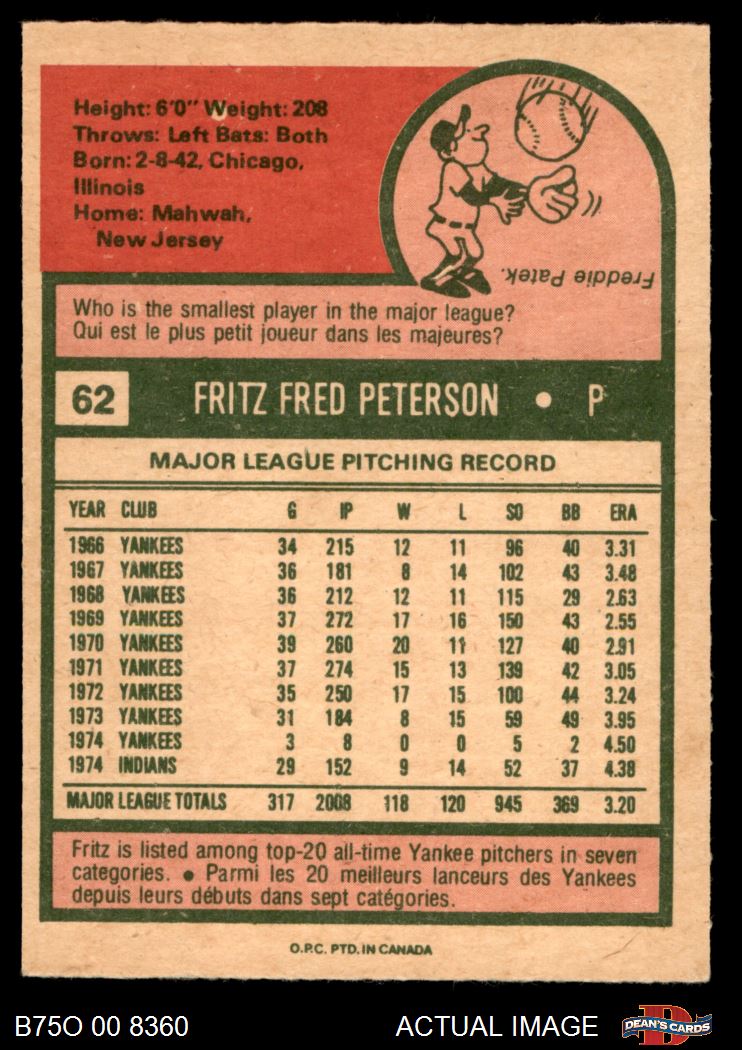 Height: 6'0" Weight: 208
Throws: Left Bats: Both
Born: 2-8-42, Chicago,
Illinois
Home: Mahwah,
New Jersey
Freddie Patek.
Who is the smallest player in the major league?
Qui est le plus petit joueur dans les majeures?
62 FRITZ FRED PETERSON • P
MAJOR LEAGUE PITCHING RECORD
YEAR CLUB G IP W L SO BB ERA
1966 YANKEES 34 215 12 11 96 40 3.31
1967 YANKEES 36 181 8 14 102 43 3.48
1968 YANKEES 36 212 12 11 115 29 2.63
1969 YANKEES 37 272 17 16 150 43 2.55
1970 YANKEES 39 260 20 11 127 40 2.91
1971 YANKEES 37 274 15 13 139 42 3.05
1972 YANKEES 35 250 17 15 100 44 3.24
1973 YANKEES 31 184 8 15 59 49 3.95
1974 YANKEES 3 8 0 0 5 2 4.50
1974 INDIANS 29 152 9 14 52 37 4.38
MAJOR LEAGUE TOTALS 317 2008 118 120 945 369 3.20
Fritz is listed among top-20 all-time Yankee pitchers in seven
categories. • Parmi les 20 meilleurs lanceurs des Yankees
depuis leurs débuts dans sept catégories.
O.P.C. PTD. IN CANADA
B75O 00 8360 ACTUAL IMAGE DEAN'S CARDS